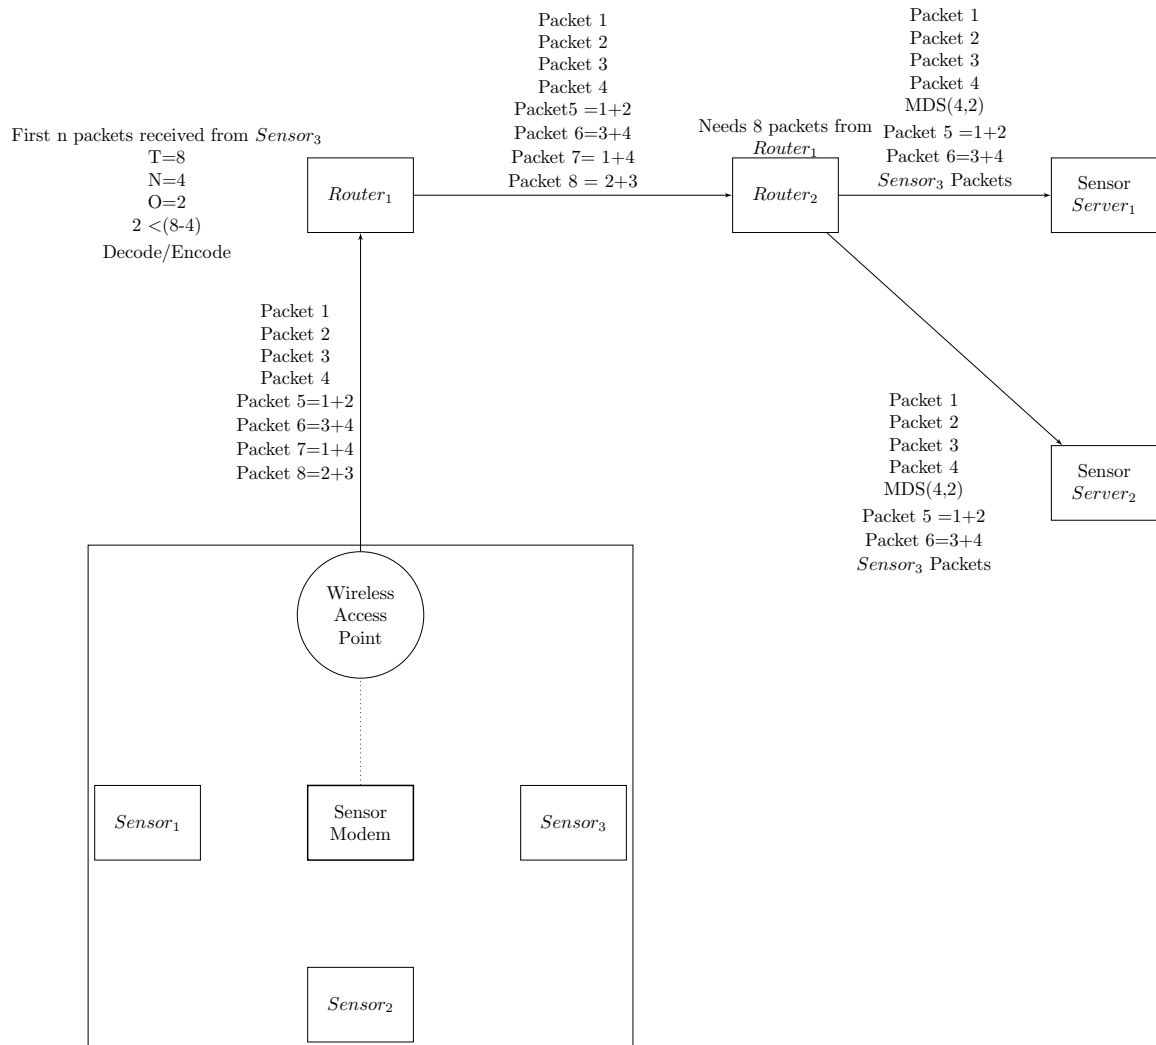 Packet 1
Packet 2
Packet 3
Packet 4
Packet5 =1+2
Packet 6=3+4
Packet 7= 1+4
Packet 8 = 2+3
Packet 1
Packet 2
Packet 3
Packet 4
MDS(4,2)
Packet 5 =1+2
Packet 6=3+4
Sensor₃ Packets
First n packets received from Sensor₃
T=8
N=4
O=2
2 <(8-4)
Decode/Encode
Needs 8 packets from
Router₁
Router₁
Router₂
Sensor
Server₁
Packet 1
Packet 2
Packet 3
Packet 4
Packet 5=1+2
Packet 6=3+4
Packet 7=1+4
Packet 8=2+3
Packet 1
Packet 2
Packet 3
Packet 4
MDS(4,2)
Packet 5 =1+2
Packet 6=3+4
Sensor₃ Packets
Sensor
Server₂
Wireless
Access
Point
Sensor₁
Sensor
Modem
Sensor₃
Sensor₂